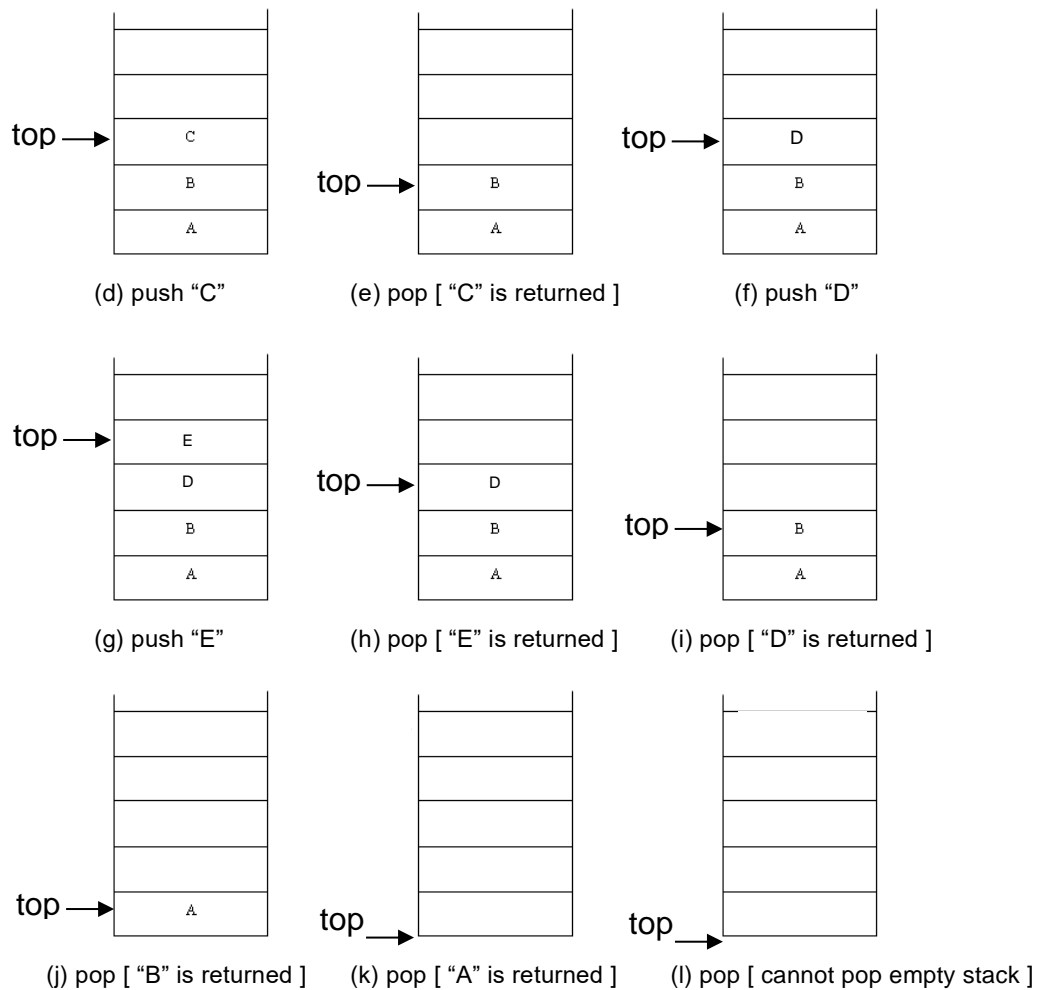 top C top D
top B B B
A A A
(d) push “C” (e) pop [ “C” is returned ] (f) push “D”
top E
D top D
B B top B
A A A
(g) push “E” (h) pop [ “E” is returned ] (i) pop [ “D” is returned ]
top A top top
(j) pop [ “B” is returned ] (k) pop [ “A” is returned ] (l) pop [ cannot pop empty stack ]